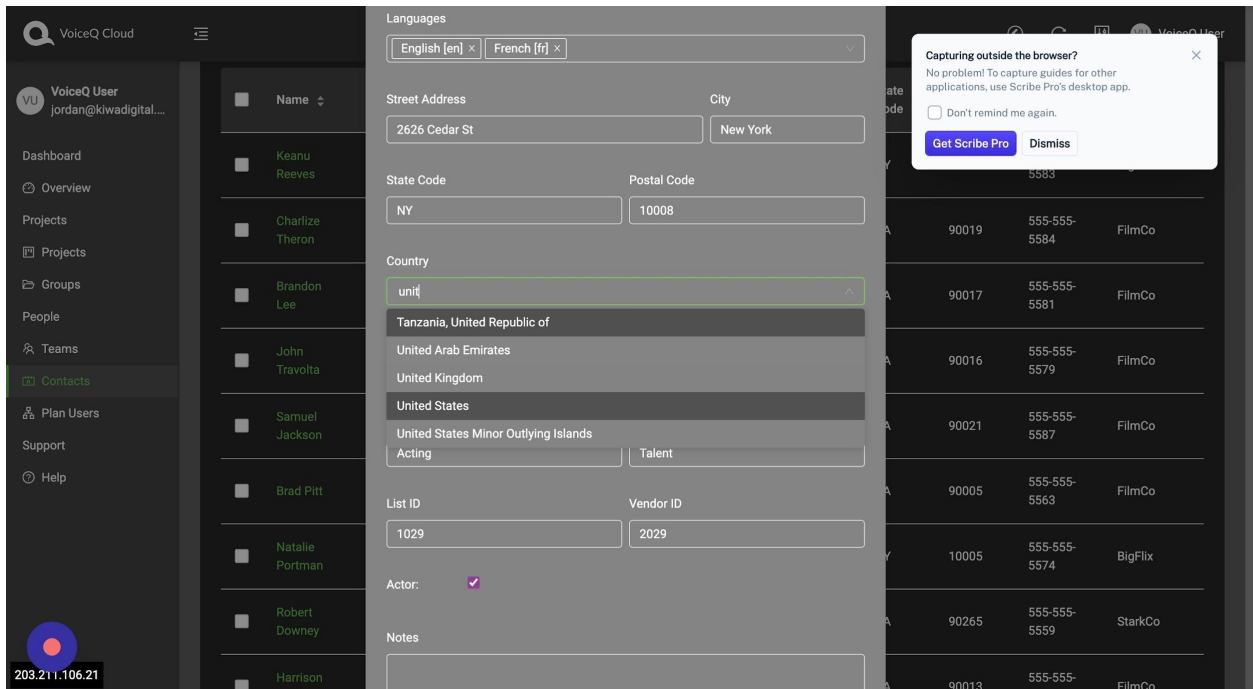 VoiceQ Cloud
VoiceQ User
VU
VoiceQ User
jordan@kiwadigital....
Dashboard
Overview
Projects
Projects
Groups
People
Teams
Contacts
Plan Users
Support
Help
203.211.106.21
Name
Keanu
Reeves
5583
Charlize
Theron
90019
555-555-
5584
FilmCo
Brandon
Lee
90017
555-555-
5581
FilmCo
John
Travolta
90016
555-555-
5579
FilmCo
Samuel
Jackson
90021
555-555-
5587
FilmCo
Brad Pitt
90005
555-555-
5563
FilmCo
Natalie
Portman
10005
555-555-
5574
BigFlix
Robert
Downey
90265
555-555-
5559
StarkCo
Harrison
90013
555-555-
FilmCo
Languages
English [en] ×
French [fr] ×
Street Address
City
2626 Cedar St
New York
State Code
Postal Code
NY
10008
Country
unit
Tanzania, United Republic of
United Arab Emirates
United Kingdom
United States
United States Minor Outlying Islands
Acting
Talent
List ID
Vendor ID
1029
2029
Actor:
Notes
Capturing outside the browser?
No problem! To capture guides for other
applications, use Scribe Pro's desktop app.
Don't remind me again.
Get Scribe Pro
Dismiss